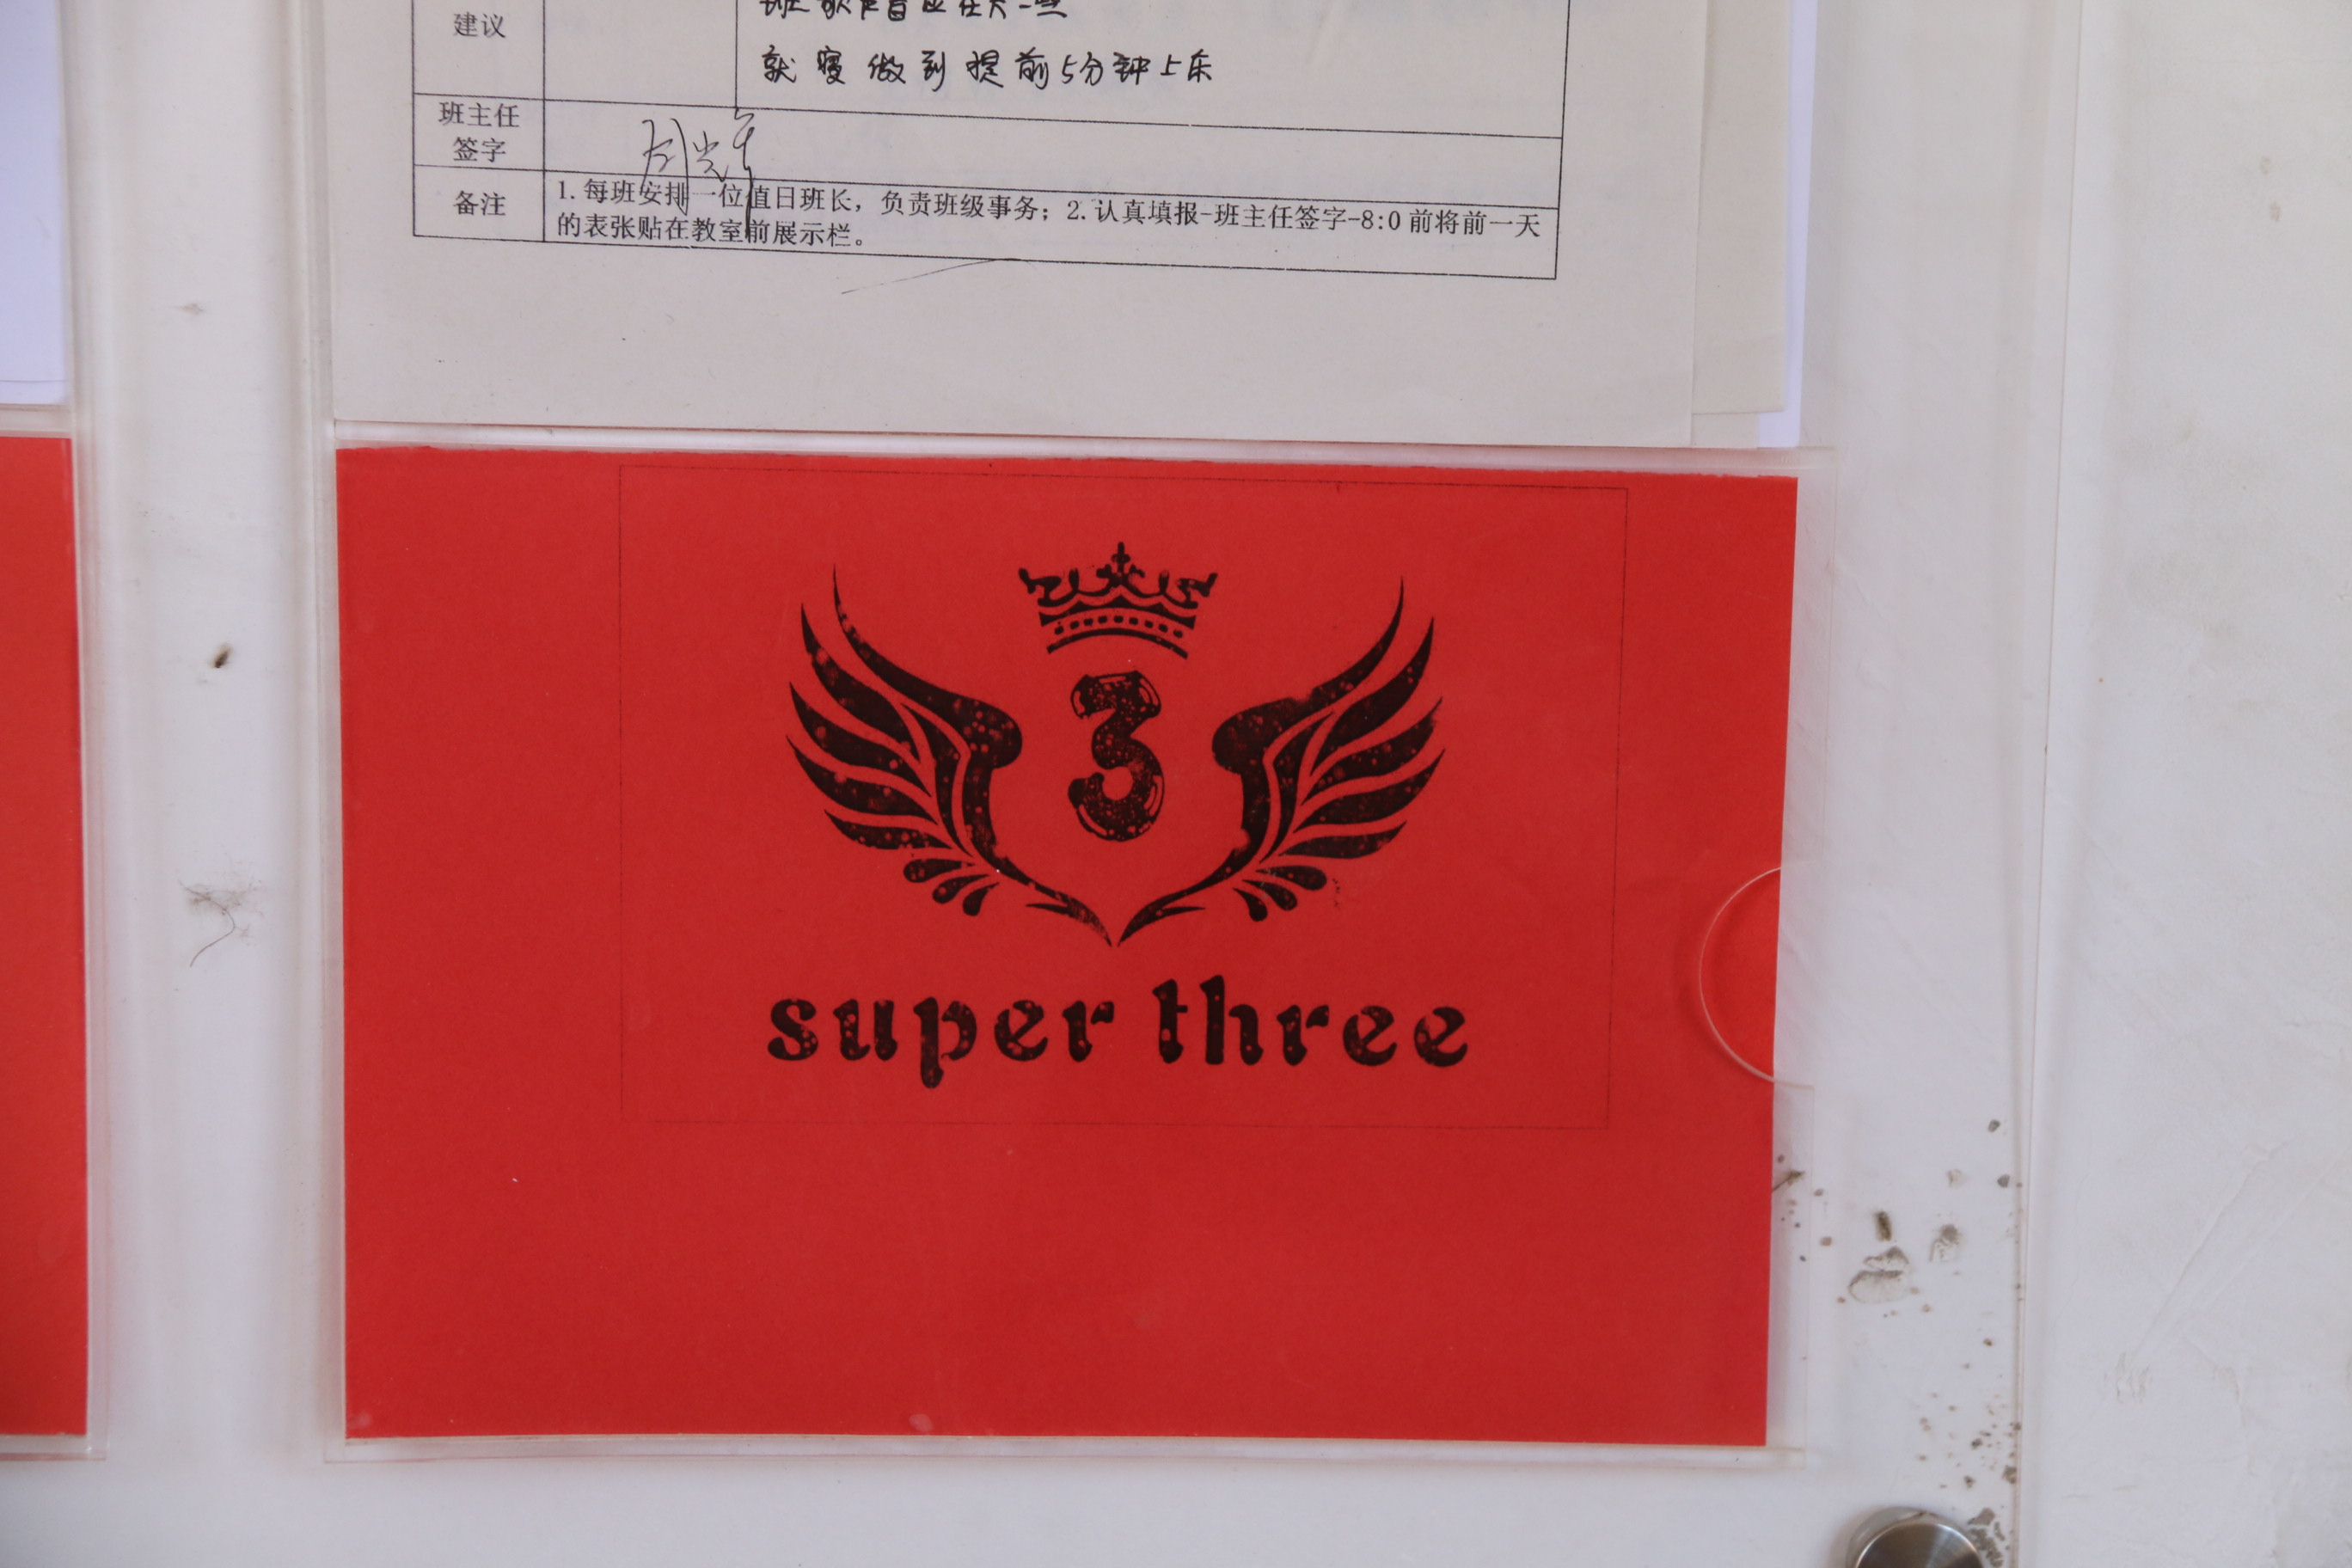 建议
就寝做到提前5分钟上床
班主任
签字
备注
1.每班安排一位值日班长，负责班级事务；2.认真填报-班主任签字-8:0前将前一天
的表张贴在教室前展示栏。
3
super three